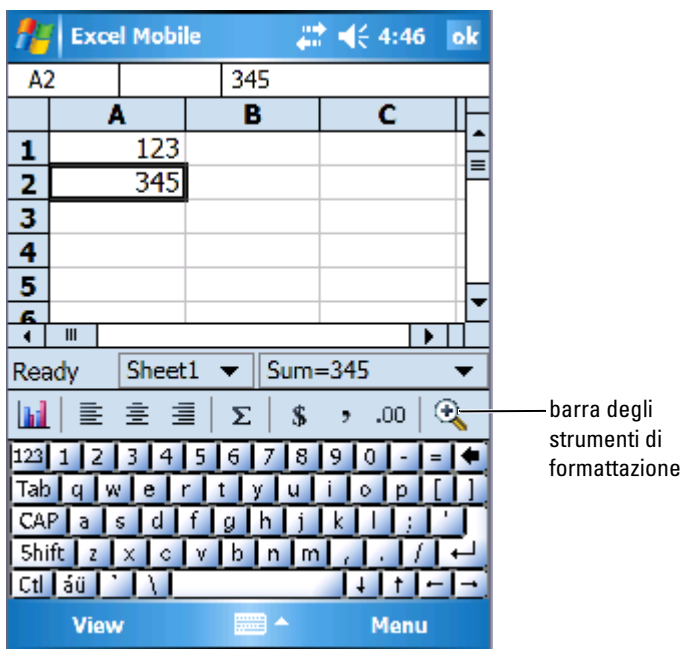 Excel Mobile 4:46 ok
A2 345
A B C
1 123
2 345
3
4
5
6
Ready Sheet1 Sum=345
Σ $ , .00
barra degli
strumenti di
formattazione
123 1 2 3 4 5 6 7 8 9 0 - =
Tab q w e r t y u i o p [ ]
CAP a s d f g h j k l ; '
Shift z x c v b n m , . /
Ctl áü ` \
View Menu